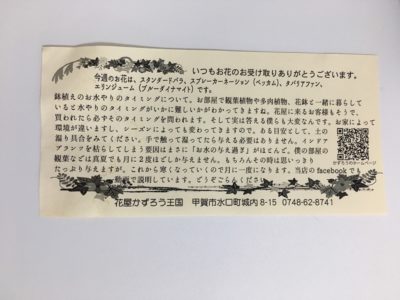 いつもお花のお受け取りありがとうございます。
今週のお花は、スタンダードバラ、スプレーカーネーション（ベッカム）、タバリアファン、
エリンジューム（ブルーダイナマイト）です。
鉢植えのお水やりのタイミングについて。お部屋で観葉植物や多肉植物、花鉢と一緒に暮らして
いると水やりのタイミングがいかに難しいかがわかってきますね。花屋に来るお客様もそうで、
買われたら必ずそのタイミングを問われます。そして実は答える僕らも大変なんです。お家によって
環境が違いますし、シーズンによっても変わってきますので。ある目安として、土の
湿り具合をみてください。手で触って湿ってたら与える必要はありません。インドア
プランツを枯らしてしまう要因はまさに「お水の与え過ぎ」がほとんど。僕の部屋の
観葉などは真夏でも月に２度ほどしか与えません。もちろんその時は思いっきり
たっぷり与えますが。これから寒くなっていくので月に一度になります。当店のfacebookでも
動画で説明しています。どうぞごらんください。
かずろうのホームページ
花屋かずろう王国 甲賀市水口町城内8-15 0748-62-8741